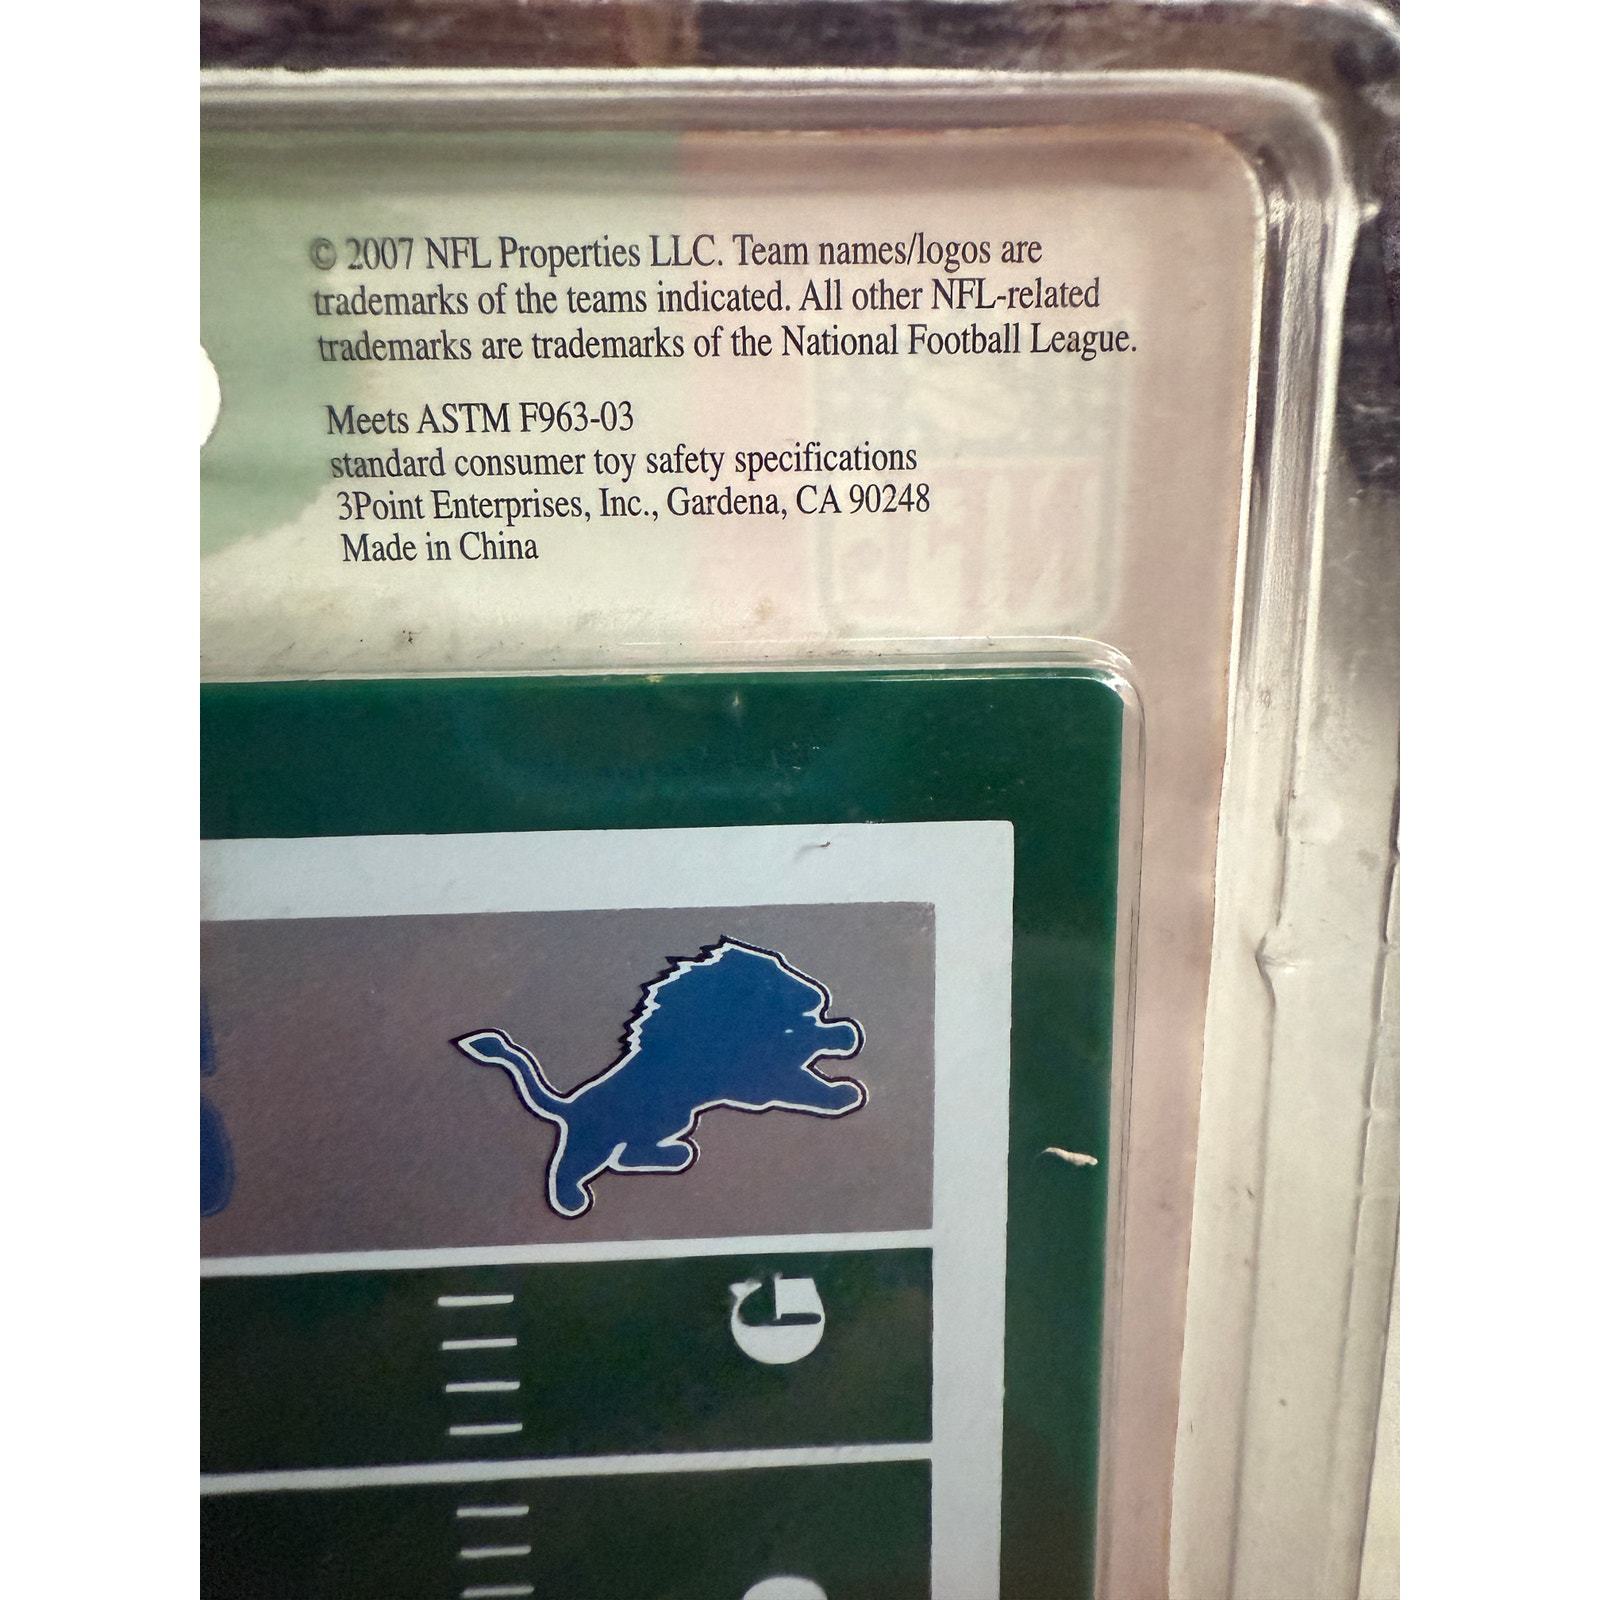 © 2007 NFL Properties LLC. Team names/logos are
trademarks of the teams indicated. All other NFL-related
trademarks are trademarks of the National Football League.
Meets ASTM F963-03
standard consumer toy safety specifications
3Point Enterprises, Inc., Gardena, CA 90248
Made in China